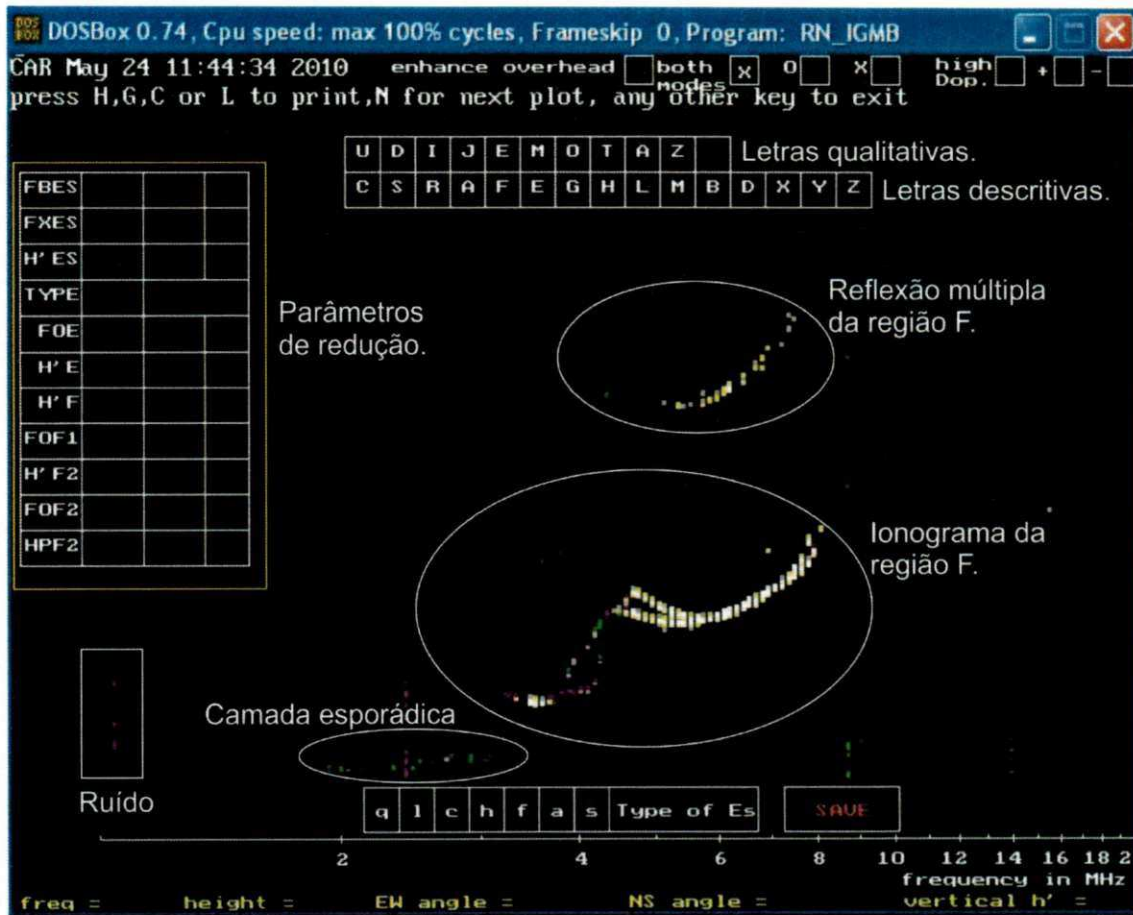 DOSBox 0.74, Cpu speed: max 100% cycles, Frameskip 0, Program: RN_IGMB
CAR May 24 11:44:34 2010 enhance overhead both modes X O X high Dop. + -
press H,G,C or L to print,N for next plot, any other key to exit
U D I J E M O T A Z Letras qualitativas.
C S R A F E G H L M B D X Y Z Letras descritivas.
FBES
FXES
H'ES
TYPE
FOE
H'E
H'F
FOF1
H'F2
FOF2
HPF2
Parâmetros
de redução.
Reflexão múltipla
da região F.
Ionograma da
região F.
Camada esporádica
Ruído
q l c h f a s Type of Es SAVE
2 4 6 8 10 12 14 16 18 2
frequency in MHz
freq = height = EW angle = NS angle = vertical h' =